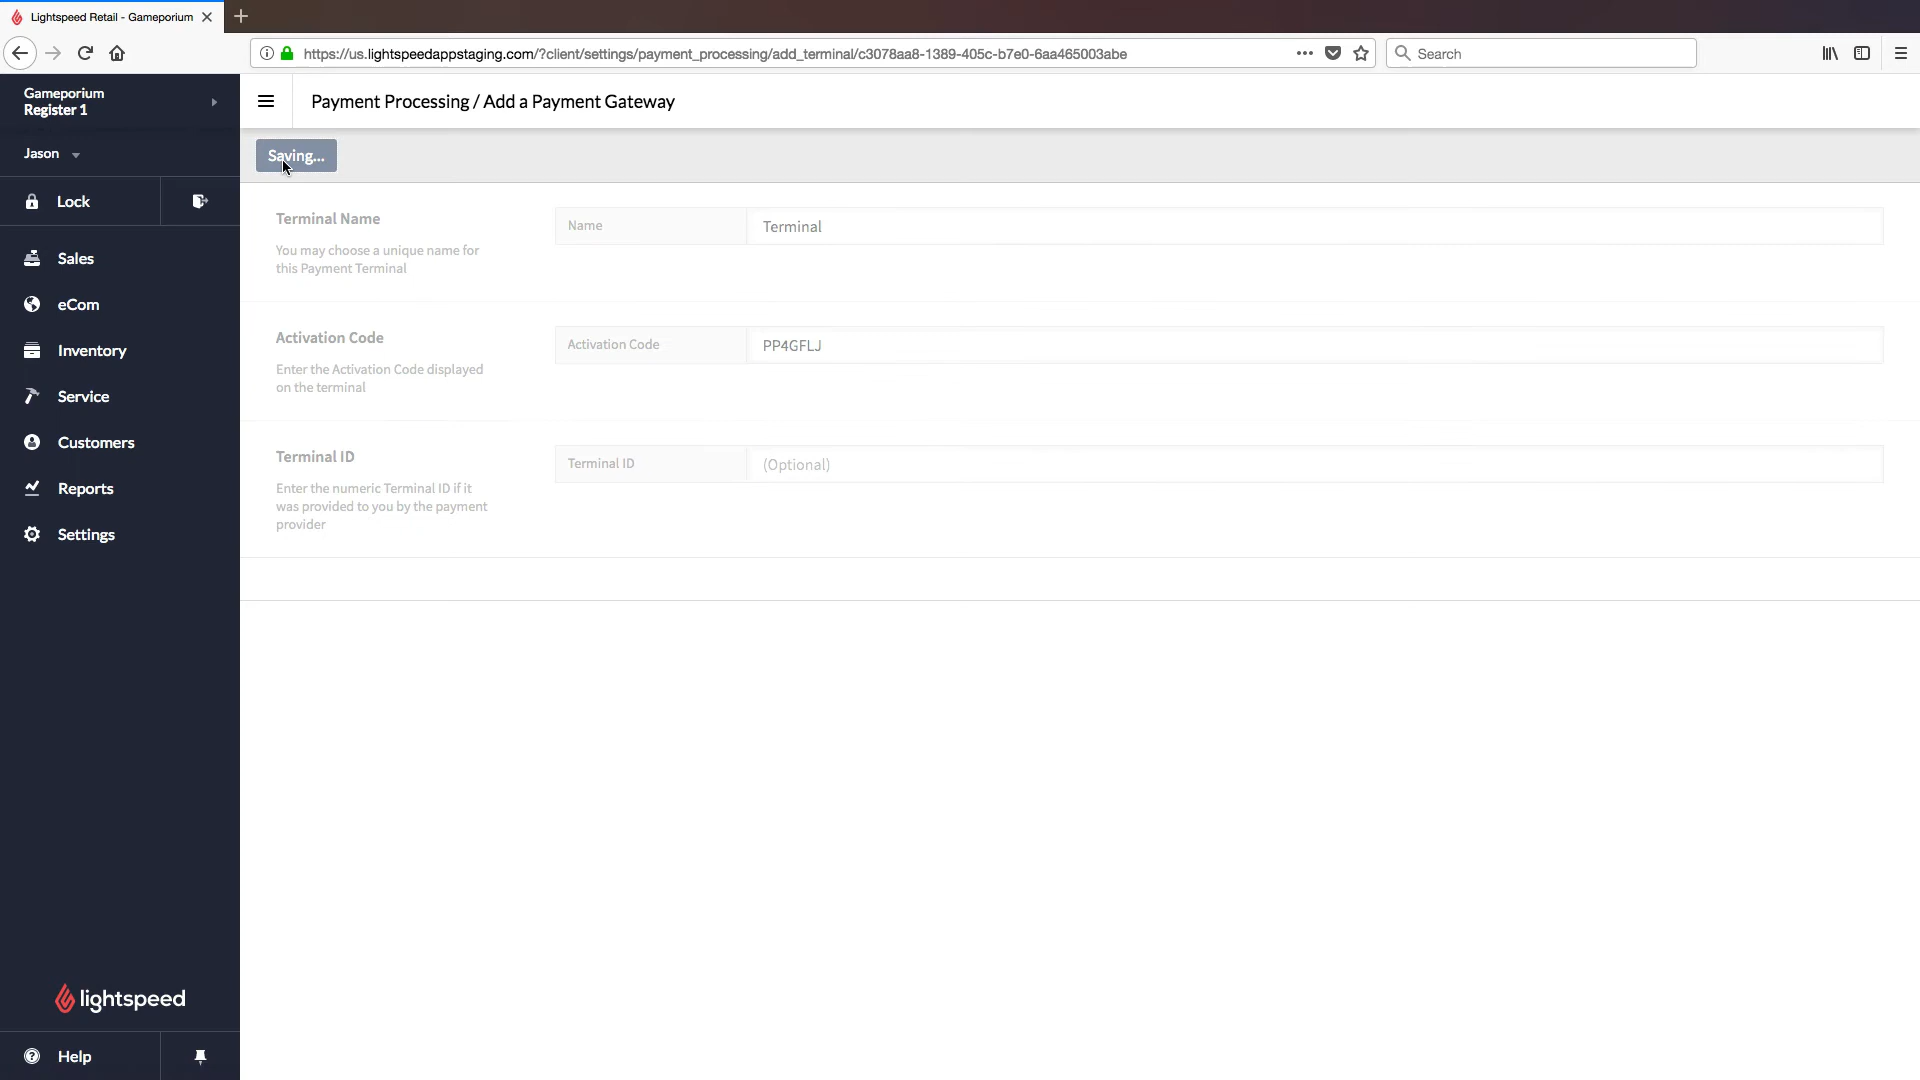 Lightspeed Retail - Gameporium
https://us.lightspeedappstaging.com/?client/settings/payment_processing/add_terminal/c3078aa8-1389-405c-b7e0-6aa465003abe
Search
Gameporium
Register 1
Payment Processing / Add a Payment Gateway
Jason
Saving...
Lock
Sales
eCom
Inventory
Service
Customers
Reports
Settings
Terminal Name
You may choose a unique name for
this Payment Terminal
Name
Terminal
Activation Code
Enter the Activation Code displayed
on the terminal
Activation Code
PP4GFLJ
Terminal ID
Enter the numeric Terminal ID if it
was provided to you by the payment
provider
Terminal ID
(Optional)
lightspeed
Help